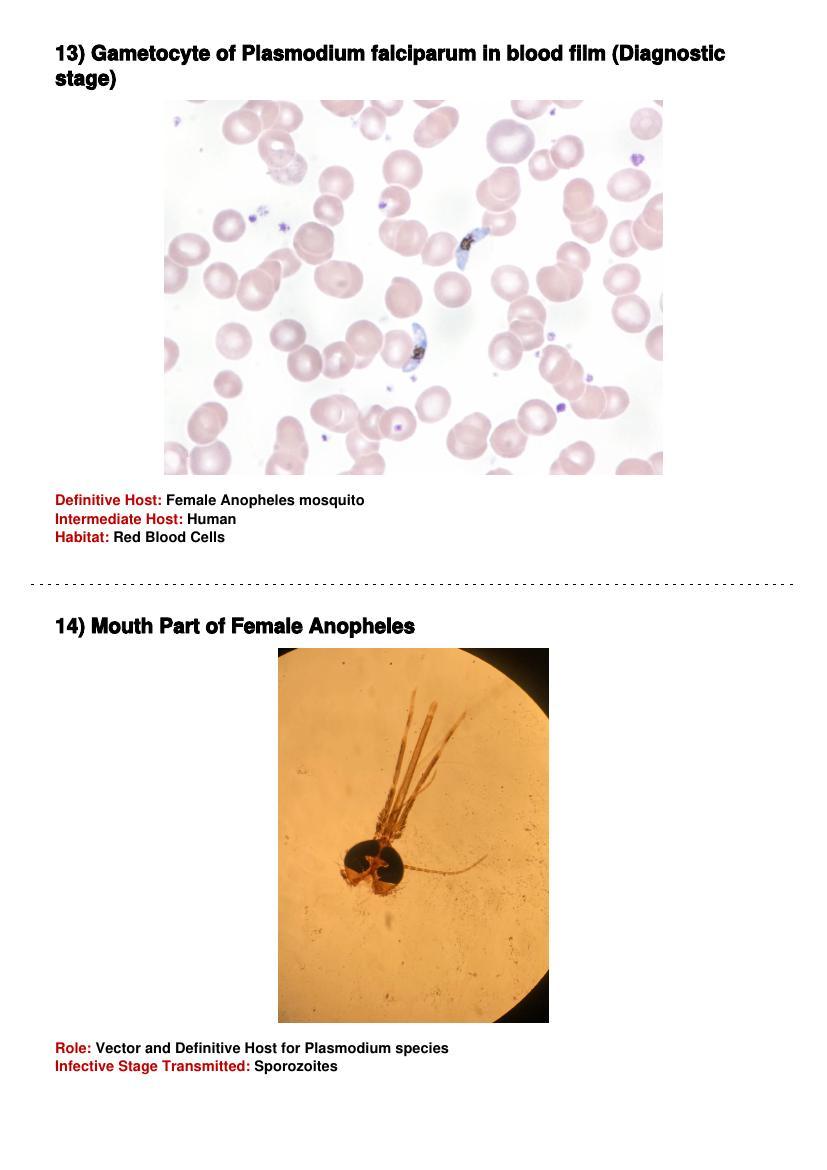 13) Gametocyte of Plasmodium falciparum in blood film (Diagnostic
stage)
Definitive Host: Female Anopheles mosquito
Intermediate Host: Human
Habitat: Red Blood Cells
14) Mouth Part of Female Anopheles
Role: Vector and Definitive Host for Plasmodium species
Infective Stage Transmitted: Sporozoites